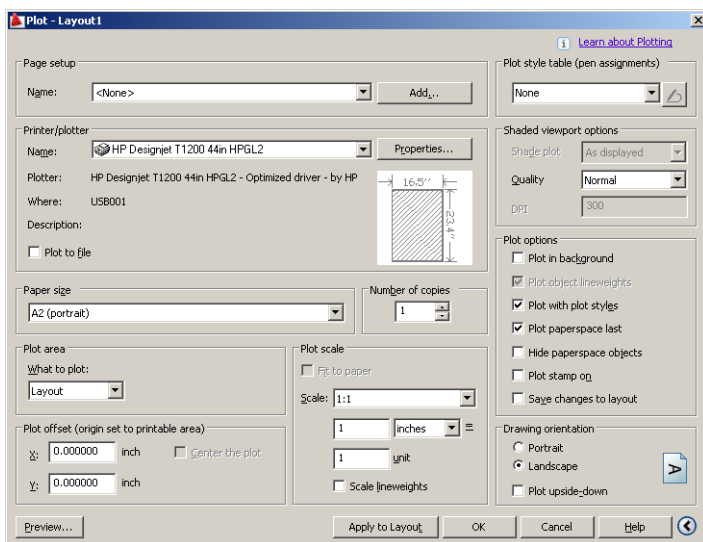 Plot - Layout1
Learn about Plotting
Page setup
Name: <None> Add...
Plot style table (pen assignments)
None
Printer/plotter
Name: HP Designjet T1200 44in HPGL2 Properties...
Plotter: HP Designjet T1200 44in HPGL2 - Optimized driver - by HP
Where: USB001
Description:
Plot to file
16.5''
23.4''
Shaded viewport options
Shade plot As displayed
Quality Normal
DPI 300
Paper size
A2 (portrait)
Number of copies
1
Plot options
Plot in background
Plot object lineweights
Plot with plot styles
Plot paperspace last
Hide paperspace objects
Plot stamp on
Save changes to layout
Plot area
What to plot:
Layout
Plot scale
Fit to paper
Scale: 1:1
1 inches =
1 unit
Scale lineweights
Plot offset (origin set to printable area)
X: 0.000000 inch Center the plot
Y: 0.000000 inch
Drawing orientation
Portrait
Landscape
Plot upside-down
A
Preview... Apply to Layout OK Cancel Help